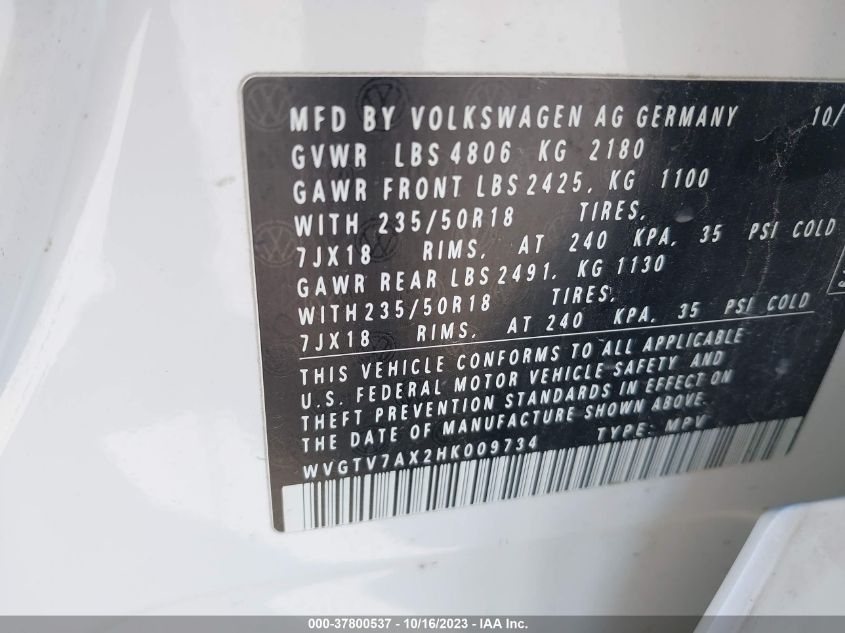 MFD BY VOLKSWAGEN AG GERMANY 10/
GVWR LBS 4806 KG 2180
GAWR FRONT LBS 2425, KG 1100
WITH 235/50R18 TIRES,
7JX18 RIMS, AT 240 KPA, 35 PSI COLD
GAWR REAR LBS 2491, KG 1130
WITH 235/50R18 TIRES,
7JX18 RIMS, AT 240 KPA, 35 PSI COLD
THIS VEHICLE CONFORMS TO ALL APPLICABLE
U.S. FEDERAL MOTOR VEHICLE SAFETY AND
THEFT PREVENTION STANDARDS IN EFFECT ON
THE DATE OF MANUFACTURE SHOWN ABOVE.
WVGTV7AX2HK009734 TYPE: MPV
000-37800537 - 10/16/2023 - IAA Inc.